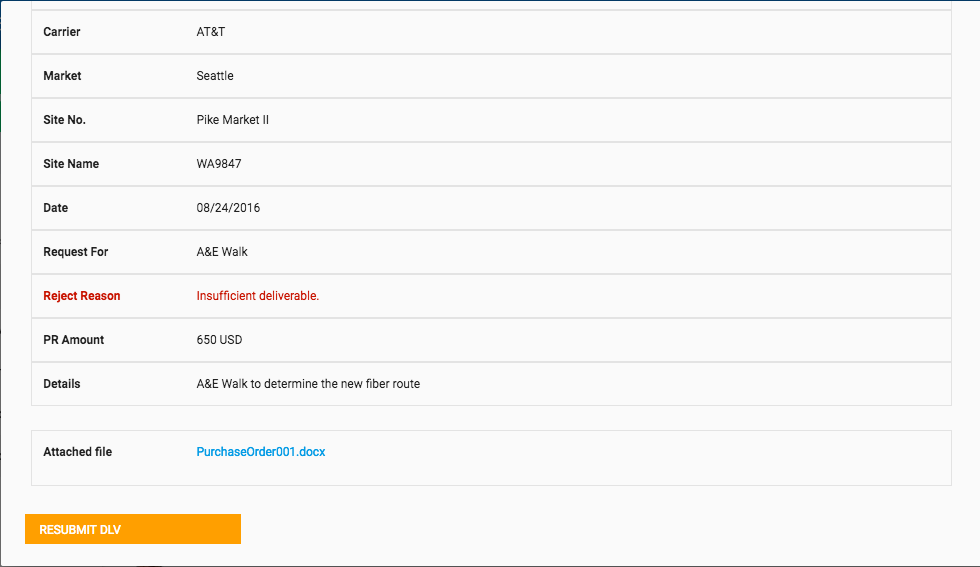 Carrier AT&T
Market Seattle
Site No. Pike Market II
Site Name WA9847
Date 08/24/2016
Request For A&E Walk
Reject Reason Insufficient deliverable.
PR Amount 650 USD
Details A&E Walk to determine the new fiber route
Attached file PurchaseOrder001.docx
RESUBMIT DLV